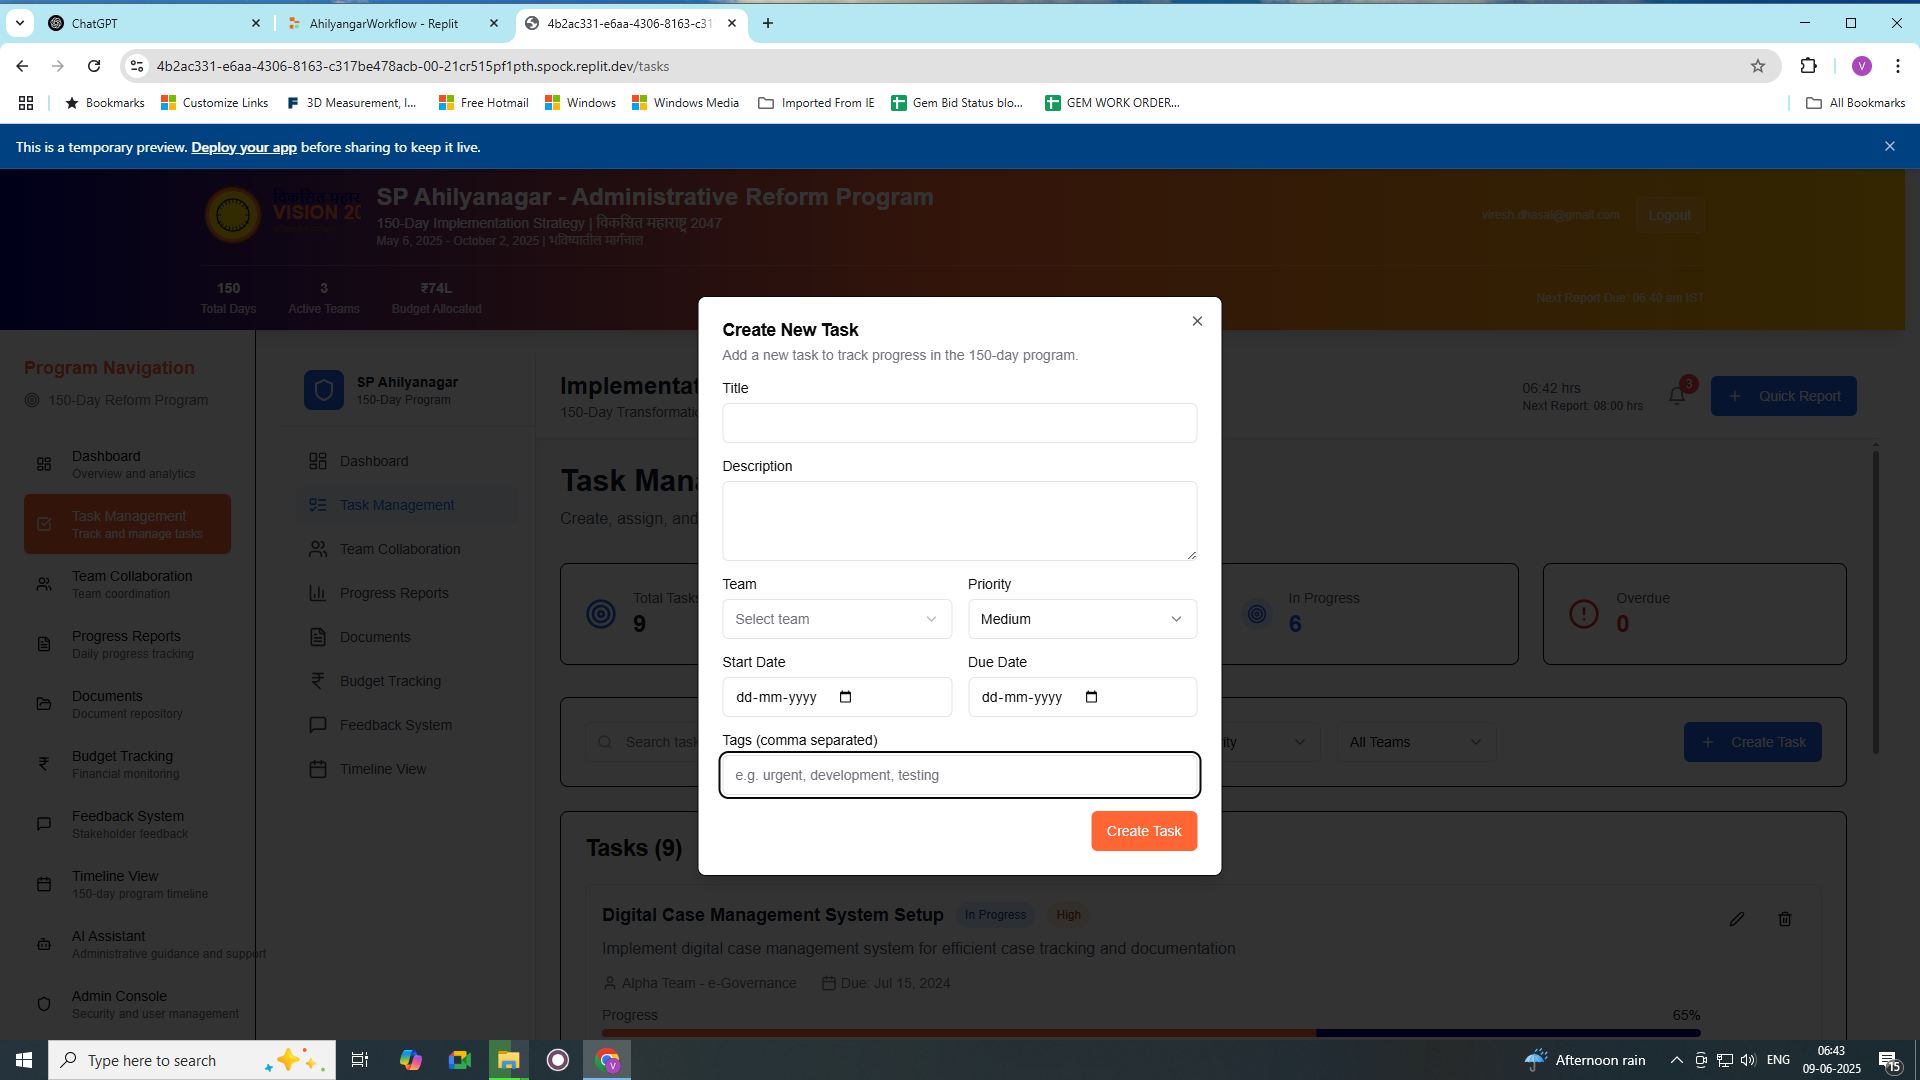 ChatGPT
AhilyangarWorkflow - Replit
4b2ac331-e6aa-4306-8163-c31
4b2ac331-e6aa-4306-8163-c317be478acb-00-21cr515pf1pth.spock.replit.dev/tasks
V
Bookmarks
Customize Links
3D Measurement, I...
Free Hotmail
Windows
Windows Media
Imported From IE
Gem Bid Status blo...
GEM WORK ORDER...
All Bookmarks
This is a temporary preview. Deploy your app before sharing to keep it live.
विकसित महार
VISION 20
SP Ahilyanagar - Administrative Reform Program
150-Day Implementation Strategy | विकसित महाराष्ट्र 2047
May 6, 2025 - October 2, 2025 | भविष्यातील मार्गचाल
viresh.dhasal@gmail.com
Logout
150
Total Days
3
Active Teams
₹74L
Budget Allocated
Next Report Due: 06:40 am IST
Program Navigation
150-Day Reform Program
Dashboard
Overview and analytics
Task Management
Track and manage tasks
Team Collaboration
Team coordination
Progress Reports
Daily progress tracking
Documents
Document repository
Budget Tracking
Financial monitoring
Feedback System
Stakeholder feedback
Timeline View
150-day program timeline
AI Assistant
Administrative guidance and support
Admin Console
Security and user management
SP Ahilyanagar
150-Day Program
Dashboard
Task Management
Team Collaboration
Progress Reports
Documents
Budget Tracking
Feedback System
Timeline View
Implementat
150-Day Transformatio
06:42 hrs
Next Report: 08:00 hrs
3
Quick Report
Task Man
Create, assign, and
Total Tasks
9
In Progress
6
Overdue
0
Search task
ity
All Teams
Create Task
Tasks (9)
Digital Case Management System Setup
In Progress
High
Implement digital case management system for efficient case tracking and documentation
Alpha Team - e-Governance
Due: Jul 15, 2024
Progress
65%
Create New Task
Add a new task to track progress in the 150-day program.
Title
Description
Team
Priority
Select team
Medium
Start Date
Due Date
dd-mm-yyyy
dd-mm-yyyy
Tags (comma separated)
e.g. urgent, development, testing
Create Task
Type here to search
Afternoon rain
ENG
06:43
09-06-2025
15